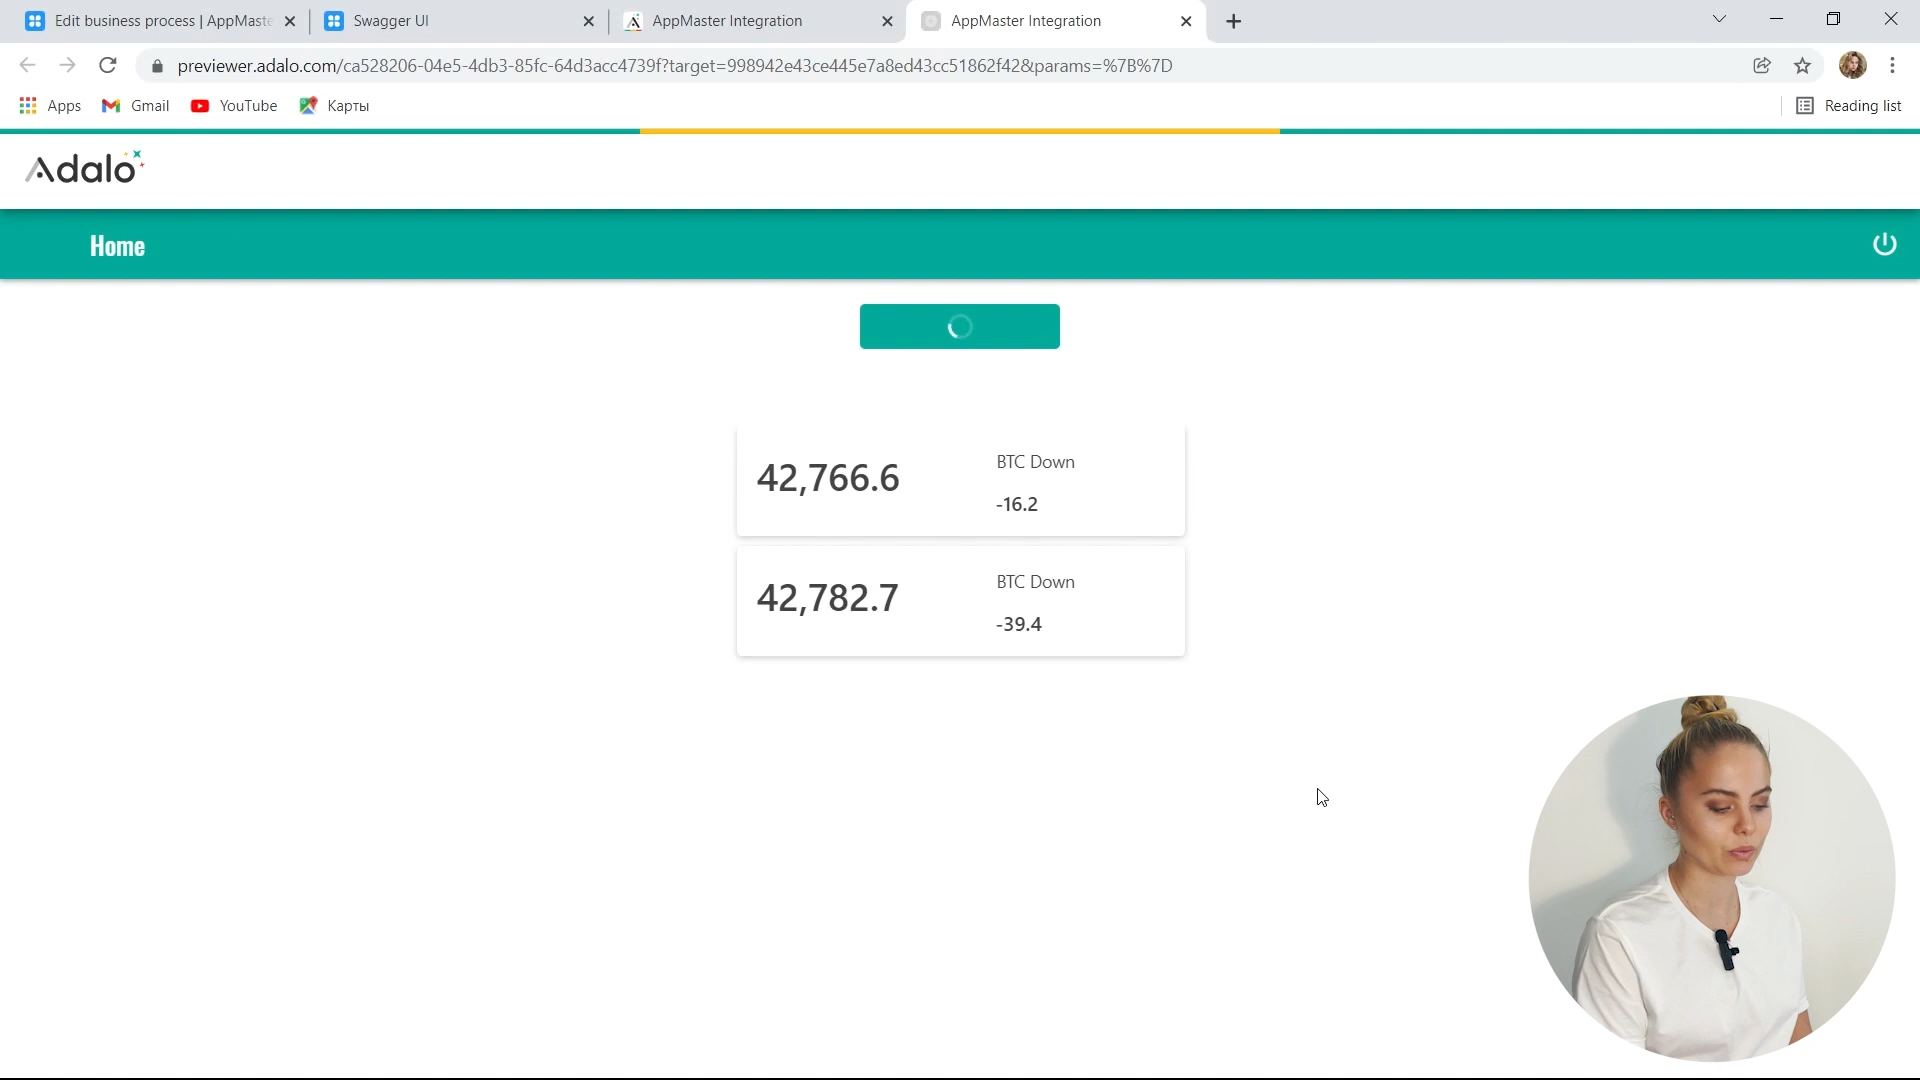 Edit business process | AppMaste
Swagger UI
AppMaster Integration
AppMaster Integration
previewer.adalo.com/ca528206-04e5-4db3-85fc-64d3acc4739f?target=998942e43ce445e7a8ed43cc51862f42&params=%7B%7D
Apps
Gmail
YouTube
Карты
Reading list
Adalo
Home
42,766.6
BTC Down
-16.2
42,782.7
BTC Down
-39.4